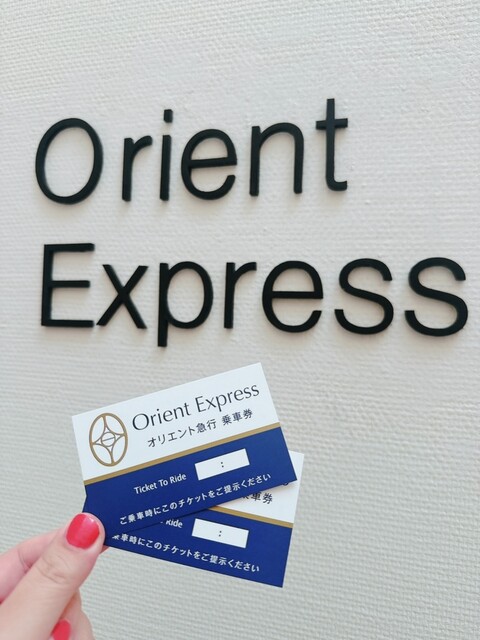 Orient
Express
Orient Express
オリエント急行 乗車券
Ticket To Ride
:
ご乗車時にこのチケットをご提示ください
車券
Ride
:
乗車時にこのチケットをご提示ください